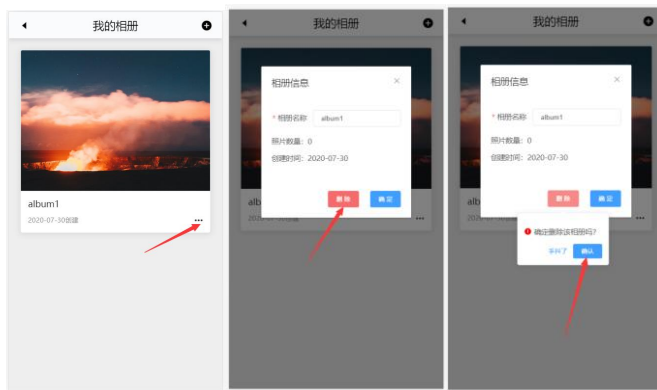 我的相册
album1
2020-07-30创建
我的相册
相册信息
* 相册名称 album1
照片数量: 0
创建时间: 2020-07-30
删 除 确 定
alb
我的相册
相册信息
* 相册名称 album1
照片数量: 0
创建时间: 2020-07-30
删 除 确 定
alb
确定删除该相册吗?
确认